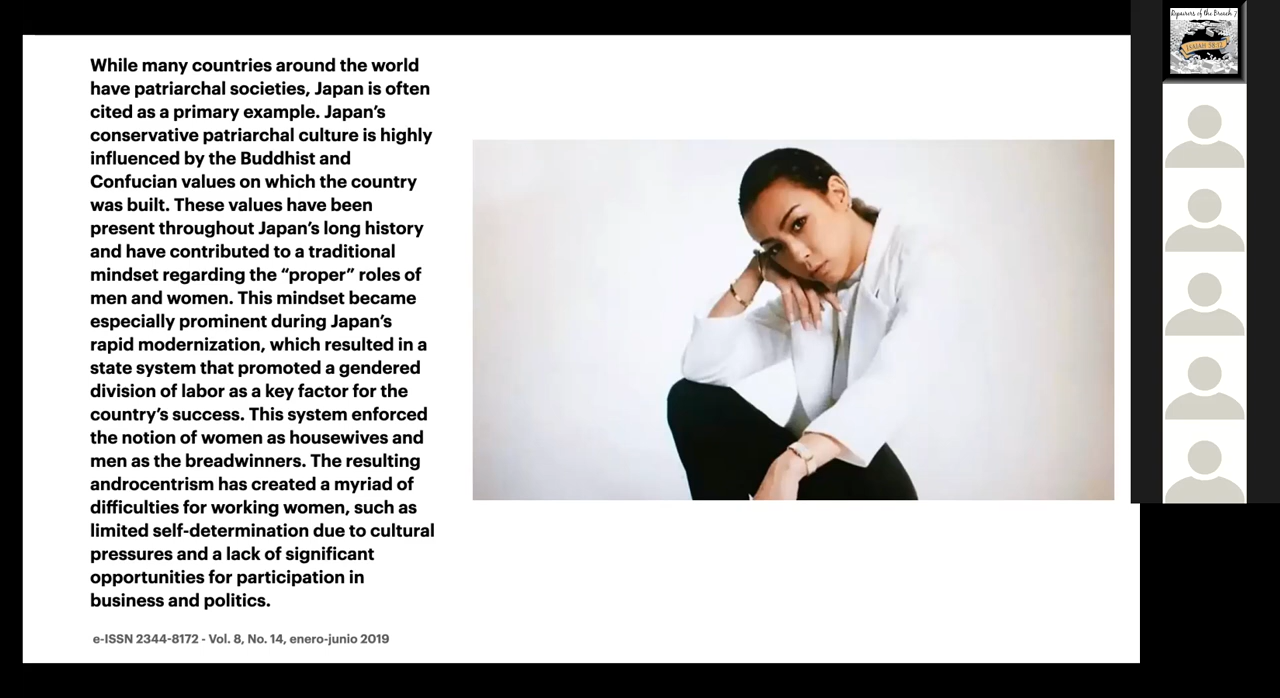 While many countries around the world
have patriarchal societies, Japan is often
cited as a primary example. Japan’s
conservative patriarchal culture is highly
influenced by the Buddhist and
Confucian values on which the country
was built. These values have been
present throughout Japan’s long history
and have contributed to a traditional
mindset regarding the “proper” roles of
men and women. This mindset became
especially prominent during Japan’s
rapid modernization, which resulted in a
state system that promoted a gendered
division of labor as a key factor for the
country’s success. This system enforced
the notion of women as housewives and
men as the breadwinners. The resulting
androcentrism has created a myriad of
difficulties for working women, such as
limited self-determination due to cultural
pressures and a lack of significant
opportunities for participation in
business and politics.
e-ISSN 2344-8172 - Vol. 8, No. 14, enero-junio 2019
Repairers of the Breach 7
ISAIAH 58:12